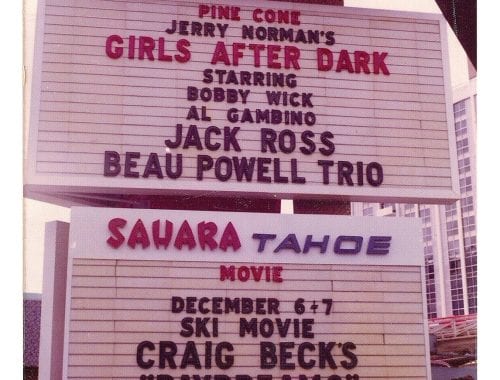 PINE CONE
JERRY NORMAN'S
GIRLS AFTER DARK
STARRING
BOBBY WICK
AL GAMBINO
JACK ROSS
BEAU POWELL TRIO
SAHARA TAHOE
MOVIE
DECEMBER 6+7
SKI MOVIE
CRAIG BECK'S
"DAYDREAMS"